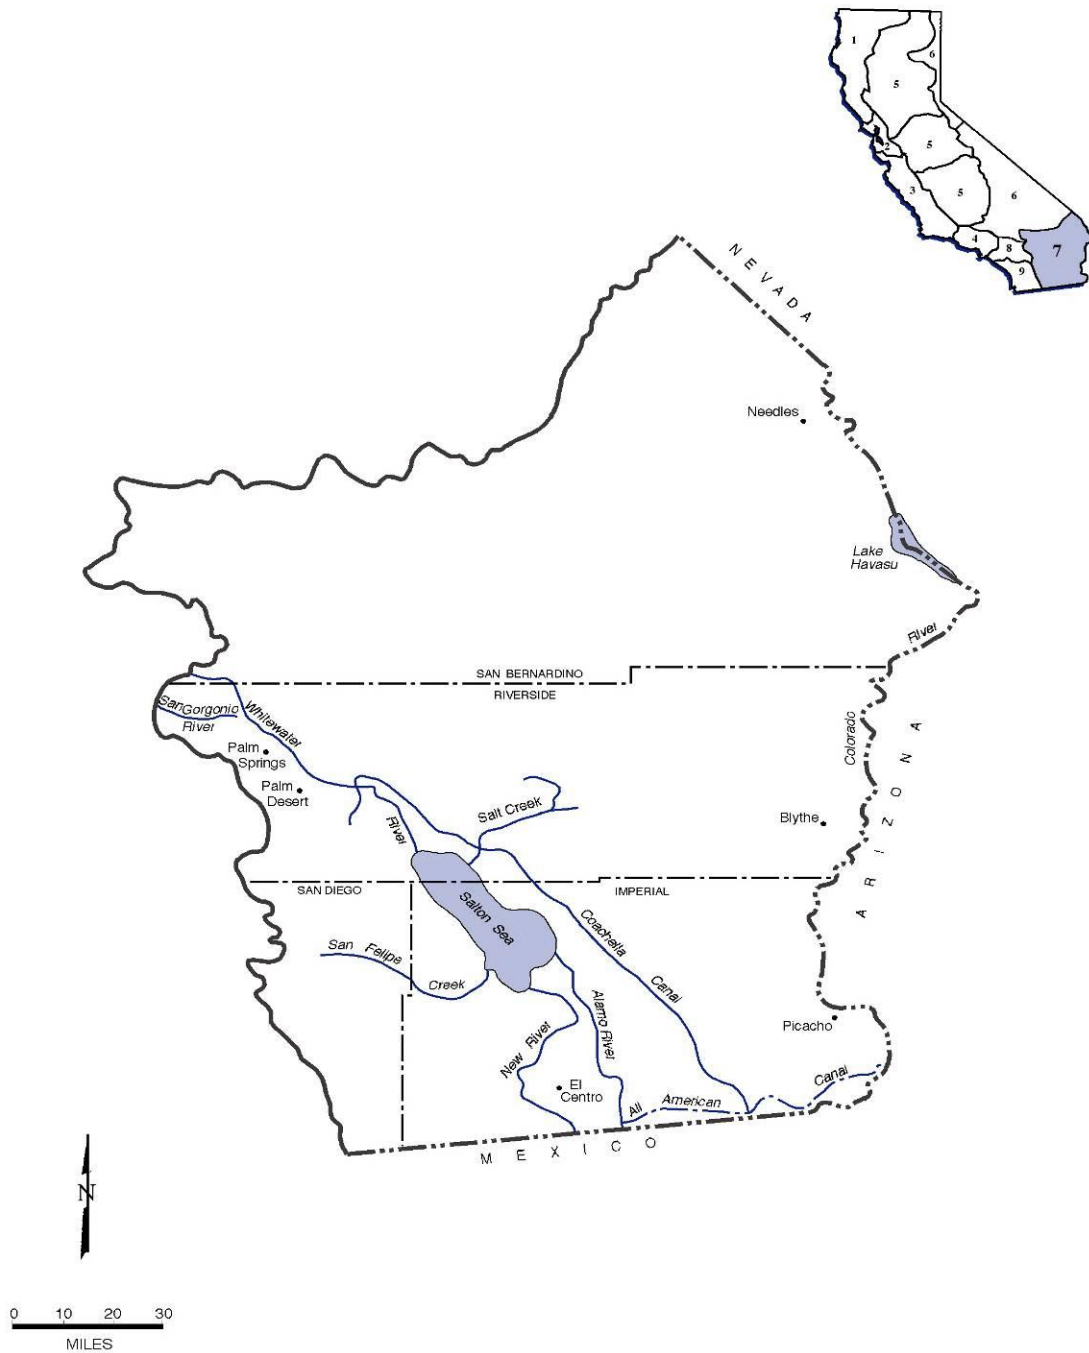 1
6
5
2
5
3
5
6
4
8
7
9
NEVADA
Needles
Lake
Havasu
River
SAN BERNARDINO
RIVERSIDE
San Gorgonio
River
Whitewater
Palm
Springs
Palm
Desert
River
Salt Creek
Colorado
ARIZONA
Blythe
SAN DIEGO
IMPERIAL
Salton Sea
Coachella
Canal
San Felipe
Creek
Alamo River
New River
El
Centro
Picacho
All American
Canal
MEXICO
N
0 10 20 30
MILES